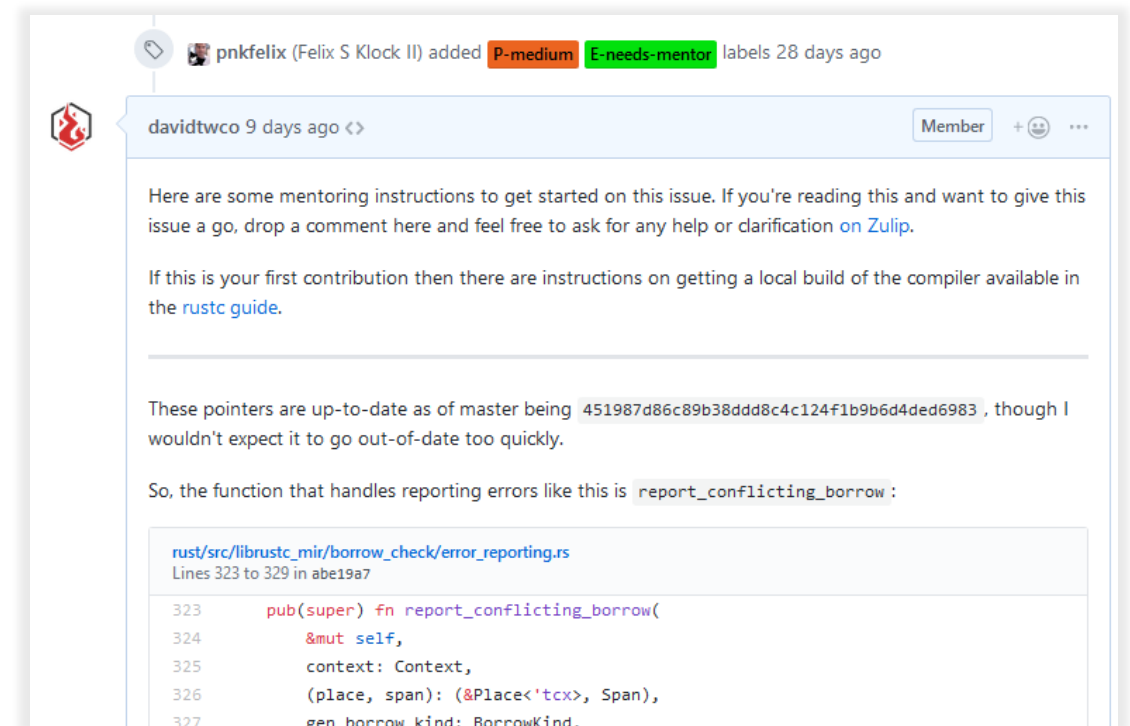 pnkfelix (Felix S Klock II) added P-medium E-needs-mentor labels 28 days ago
davidtwco 9 days ago <> Member + ...
Here are some mentoring instructions to get started on this issue. If you're reading this and want to give this
issue a go, drop a comment here and feel free to ask for any help or clarification on Zulip.
If this is your first contribution then there are instructions on getting a local build of the compiler available in
the rustc guide.
These pointers are up-to-date as of master being 451987d86c89b38ddd8c4c124f1b9b6d4ded6983 , though I
wouldn't expect it to go out-of-date too quickly.
So, the function that handles reporting errors like this is report_conflicting_borrow :
rust/src/librustc_mir/borrow_check/error_reporting.rs
Lines 323 to 329 in abe19a7
323 pub(super) fn report_conflicting_borrow(
324 &mut self,
325 context: Context,
326 (place, span): (&Place<'tcx>, Span),
327 gen_borrow_kind: BorrowKind,